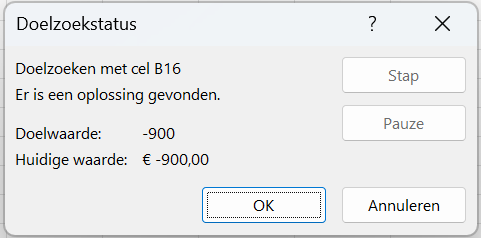 Doelzoekstatus ?
Doelzoeken met cel B16
Er is een oplossing gevonden.
Stap
Pauze
Doelwaarde: -900
Huidige waarde: € -900,00
OK
Annuleren